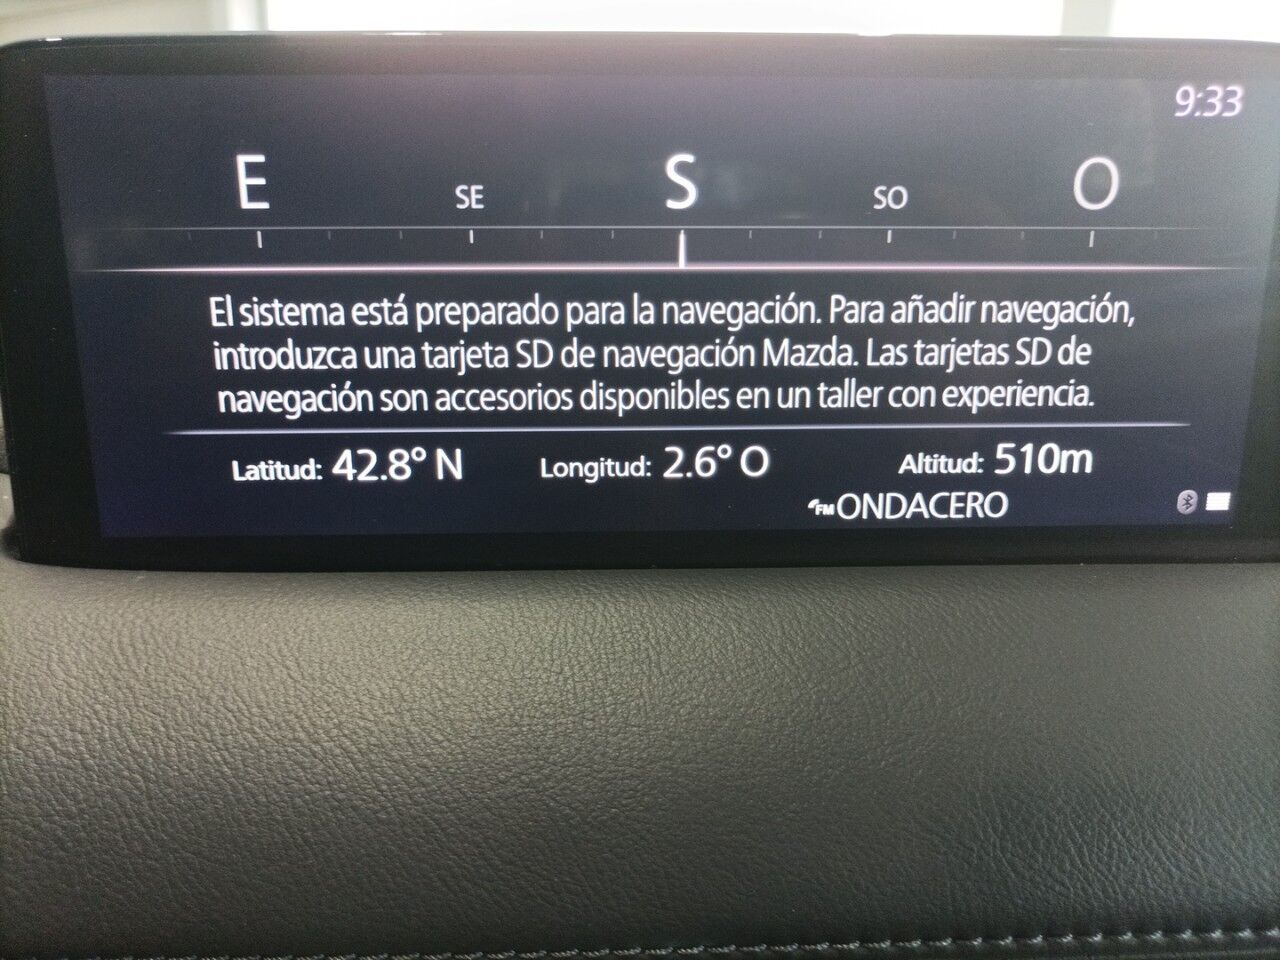 9:33
E SE S SO O
El sistema está preparado para la navegación. Para añadir navegación,
introduzca una tarjeta SD de navegación Mazda. Las tarjetas SD de
navegación son accesorios disponibles en un taller con experiencia.
Latitud: 42.8° N Longitud: 2.6° O Altitud: 510m
FM ONDACERO